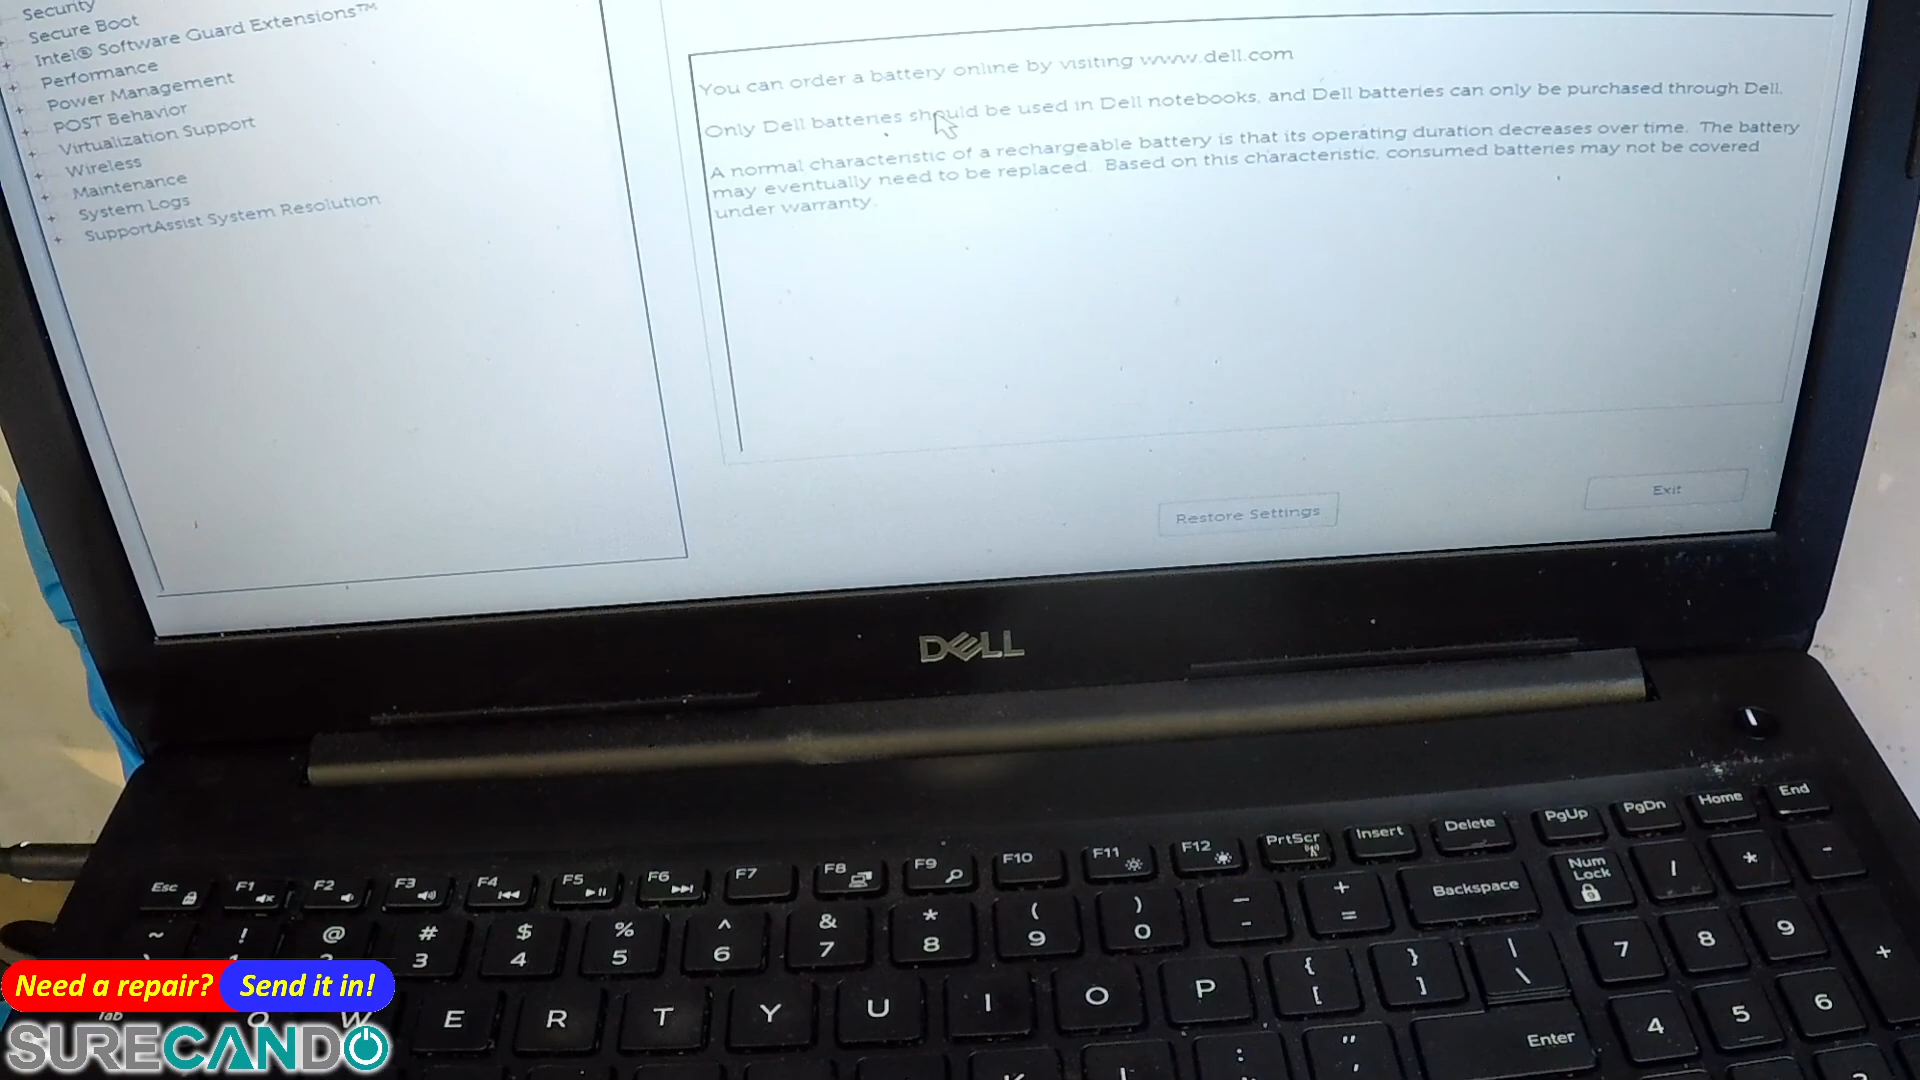 Security
Secure Boot
Intel® Software Guard Extensions™
Performance
Power Management
POST Behavior
Virtualization Support
Wireless
Maintenance
System Logs
SupportAssist System Resolution
You can order a battery online by visiting www.dell.com
Only Dell batteries should be used in Dell notebooks, and Dell batteries can only be purchased through Dell.
A normal characteristic of a rechargeable battery is that its operating duration decreases over time. The battery
may eventually need to be replaced. Based on this characteristic, consumed batteries may not be covered
under warranty.
Restore Settings
Exit
DELL
Esc F1 F2 F3 F4 F5 F6 F7 F8 F9 F10 F11 F12 PrtScr Insert Delete PgUp PgDn Home End
~ ! @ # 3 $ 4 % 5 ^ 6 & 7 * 8 ( 9 ) 0 _ - + = Backspace Num Lock / * -
Tab Q W E R T Y U I O P { [ } ] | \ 7 8 9 +
: " ' Enter 4 5 6
Need a repair? Send it in!
SURECANDO